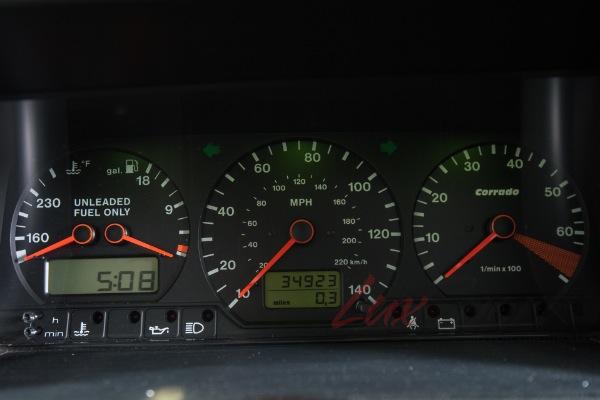 °F
gal.
18
230
9
UNLEADED
FUEL ONLY
160
5:08
h
min
10
20
40
60
80
100
120
140
20
40
60
80
100
120
140
160
180
200
220 km/h
MPH
34923
miles
0,3
Lux
10
20
30
40
50
60
Corrado
1/min x 100